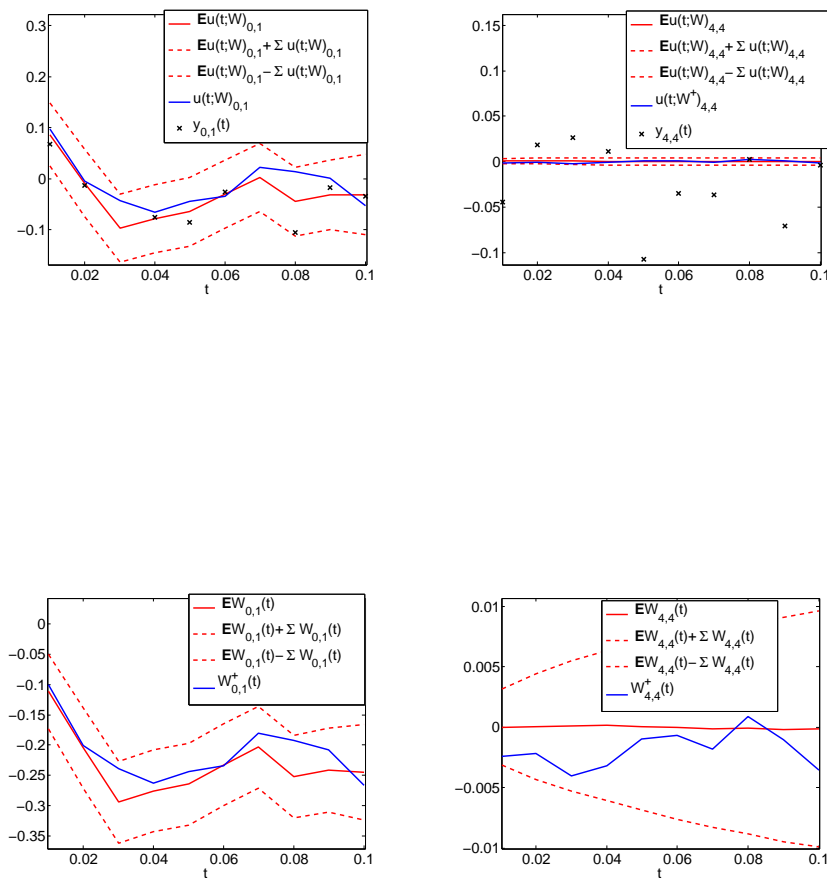 0.3
0.2
0.1
0
−0.1
0.02
0.04
0.06
0.08
0.1
t
Eu(t;W)0,1
Eu(t;W)0,1+ Σ u(t;W)0,1
Eu(t;W)0,1− Σ u(t;W)0,1
u(t;W)0,1
y0,1(t)
0.15
0.1
0.05
0
−0.05
−0.1
0.02
0.04
0.06
0.08
0.1
t
Eu(t;W)4,4
Eu(t;W)4,4+ Σ u(t;W)4,4
Eu(t;W)4,4− Σ u(t;W)4,4
u(t;W+)4,4
y4,4(t)
0
−0.05
−0.1
−0.15
−0.2
−0.25
−0.3
−0.35
0.02
0.04
0.06
0.08
0.1
t
EW0,1(t)
EW0,1(t)+ Σ W0,1(t)
EW0,1(t)− Σ W0,1(t)
W+0,1(t)
0.01
0.005
0
−0.005
−0.01
0.02
0.04
0.06
0.08
0.1
t
EW4,4(t)
EW4,4(t)+ Σ W4,4(t)
EW4,4(t)− Σ W4,4(t)
W+4,4(t)